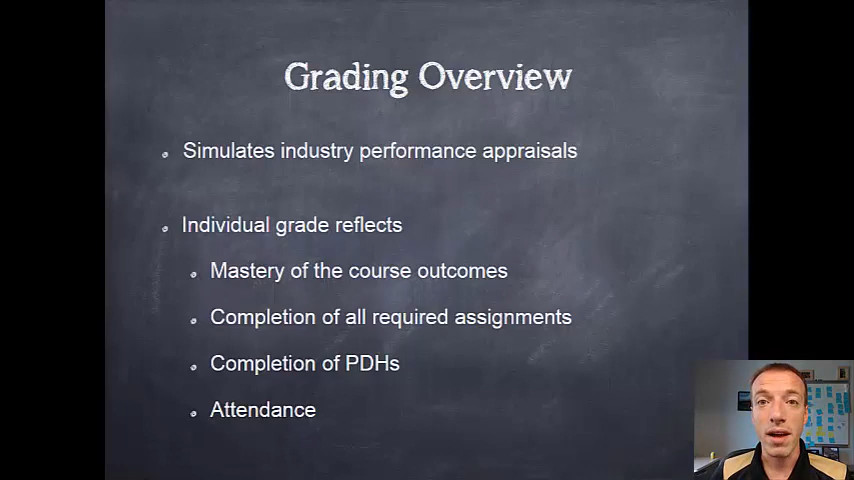 Grading Overview
Simulates industry performance appraisals
Individual grade reflects
Mastery of the course outcomes
Completion of all required assignments
Completion of PDHs
Attendance